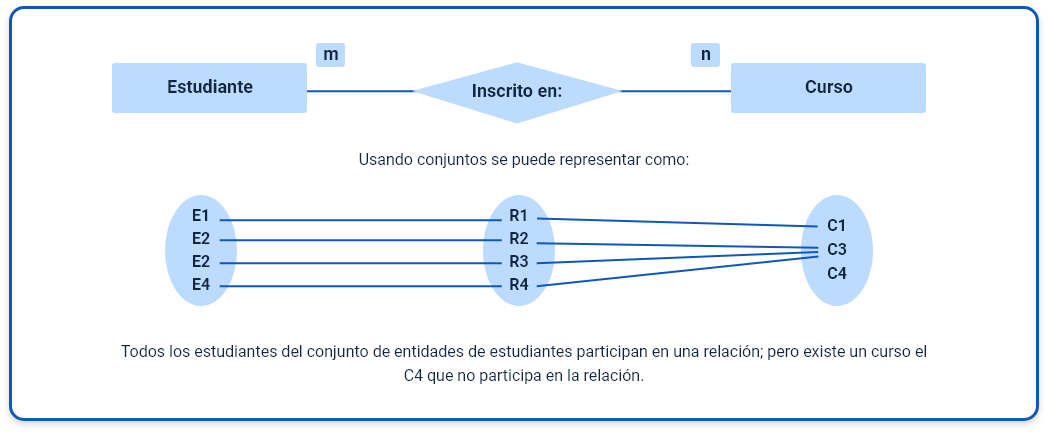 m
n
Estudiante
Inscrito en:
Curso
Usando conjuntos se puede representar como:
E1
E2
E2
E4
R1
R2
R3
R4
C1
C3
C4
Todos los estudiantes del conjunto de entidades de estudiantes participan en una relación; pero existe un curso el
C4 que no participa en la relación.